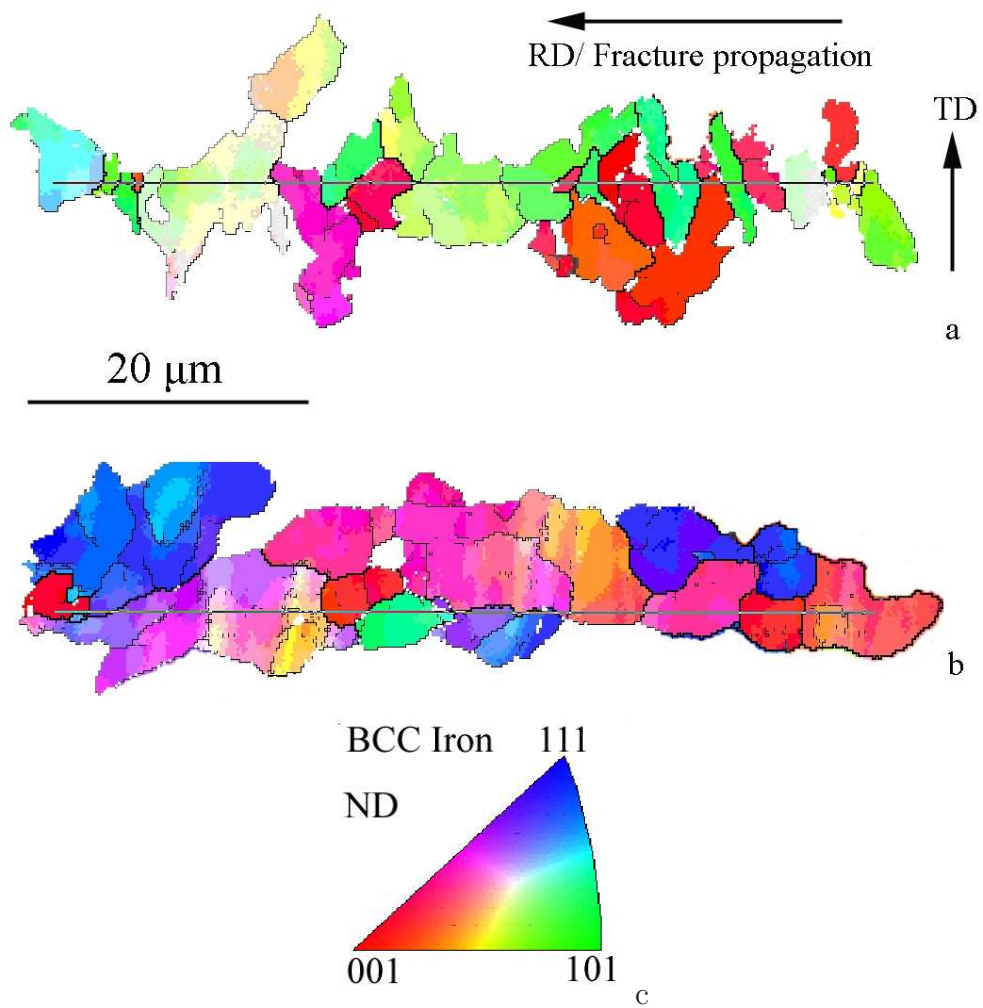 RD/ Fracture propagation
TD
a
20 μm
b
BCC Iron 111
ND
001 101
c